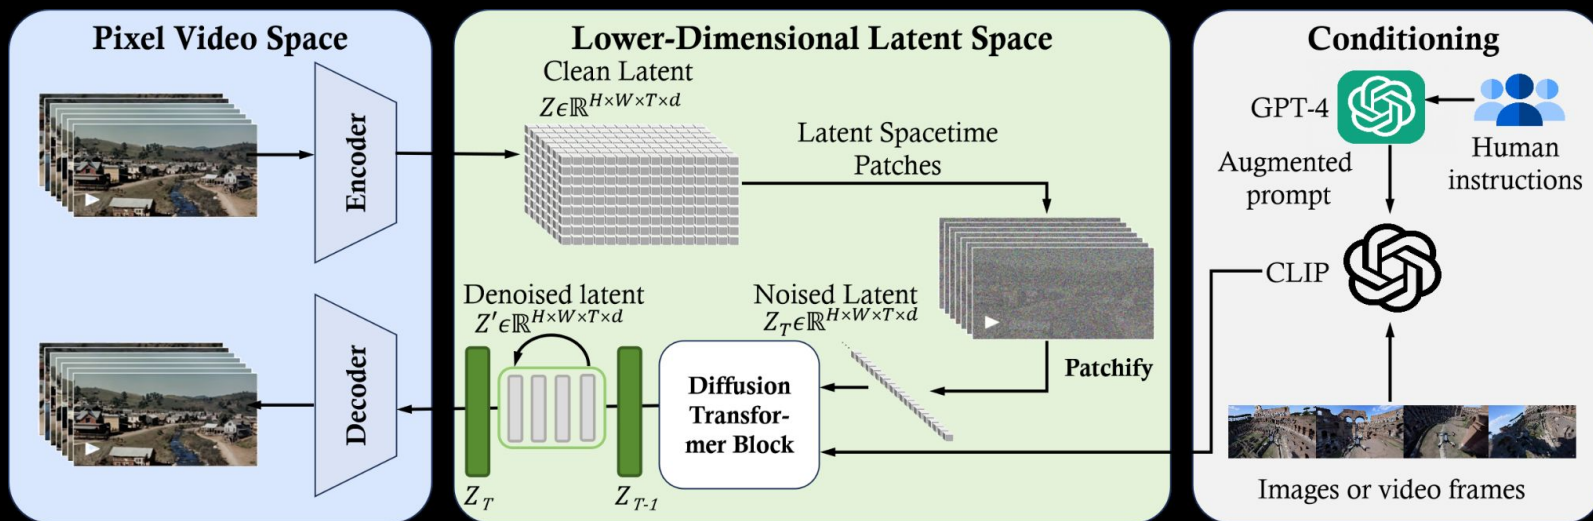 Pixel Video Space
Encoder
Decoder
Lower-Dimensional Latent Space
Clean Latent
Z∈ℝ^{H×W×T×d}
Latent Spacetime
Patches
Denoised latent
Z'∈ℝ^{H×W×T×d}
Noised Latent
Z_T∈ℝ^{H×W×T×d}
Patchify
Diffusion
Transfor-
mer Block
Z_T
Z_{T-1}
Conditioning
GPT-4
Augmented
prompt
Human
instructions
CLIP
Images or video frames